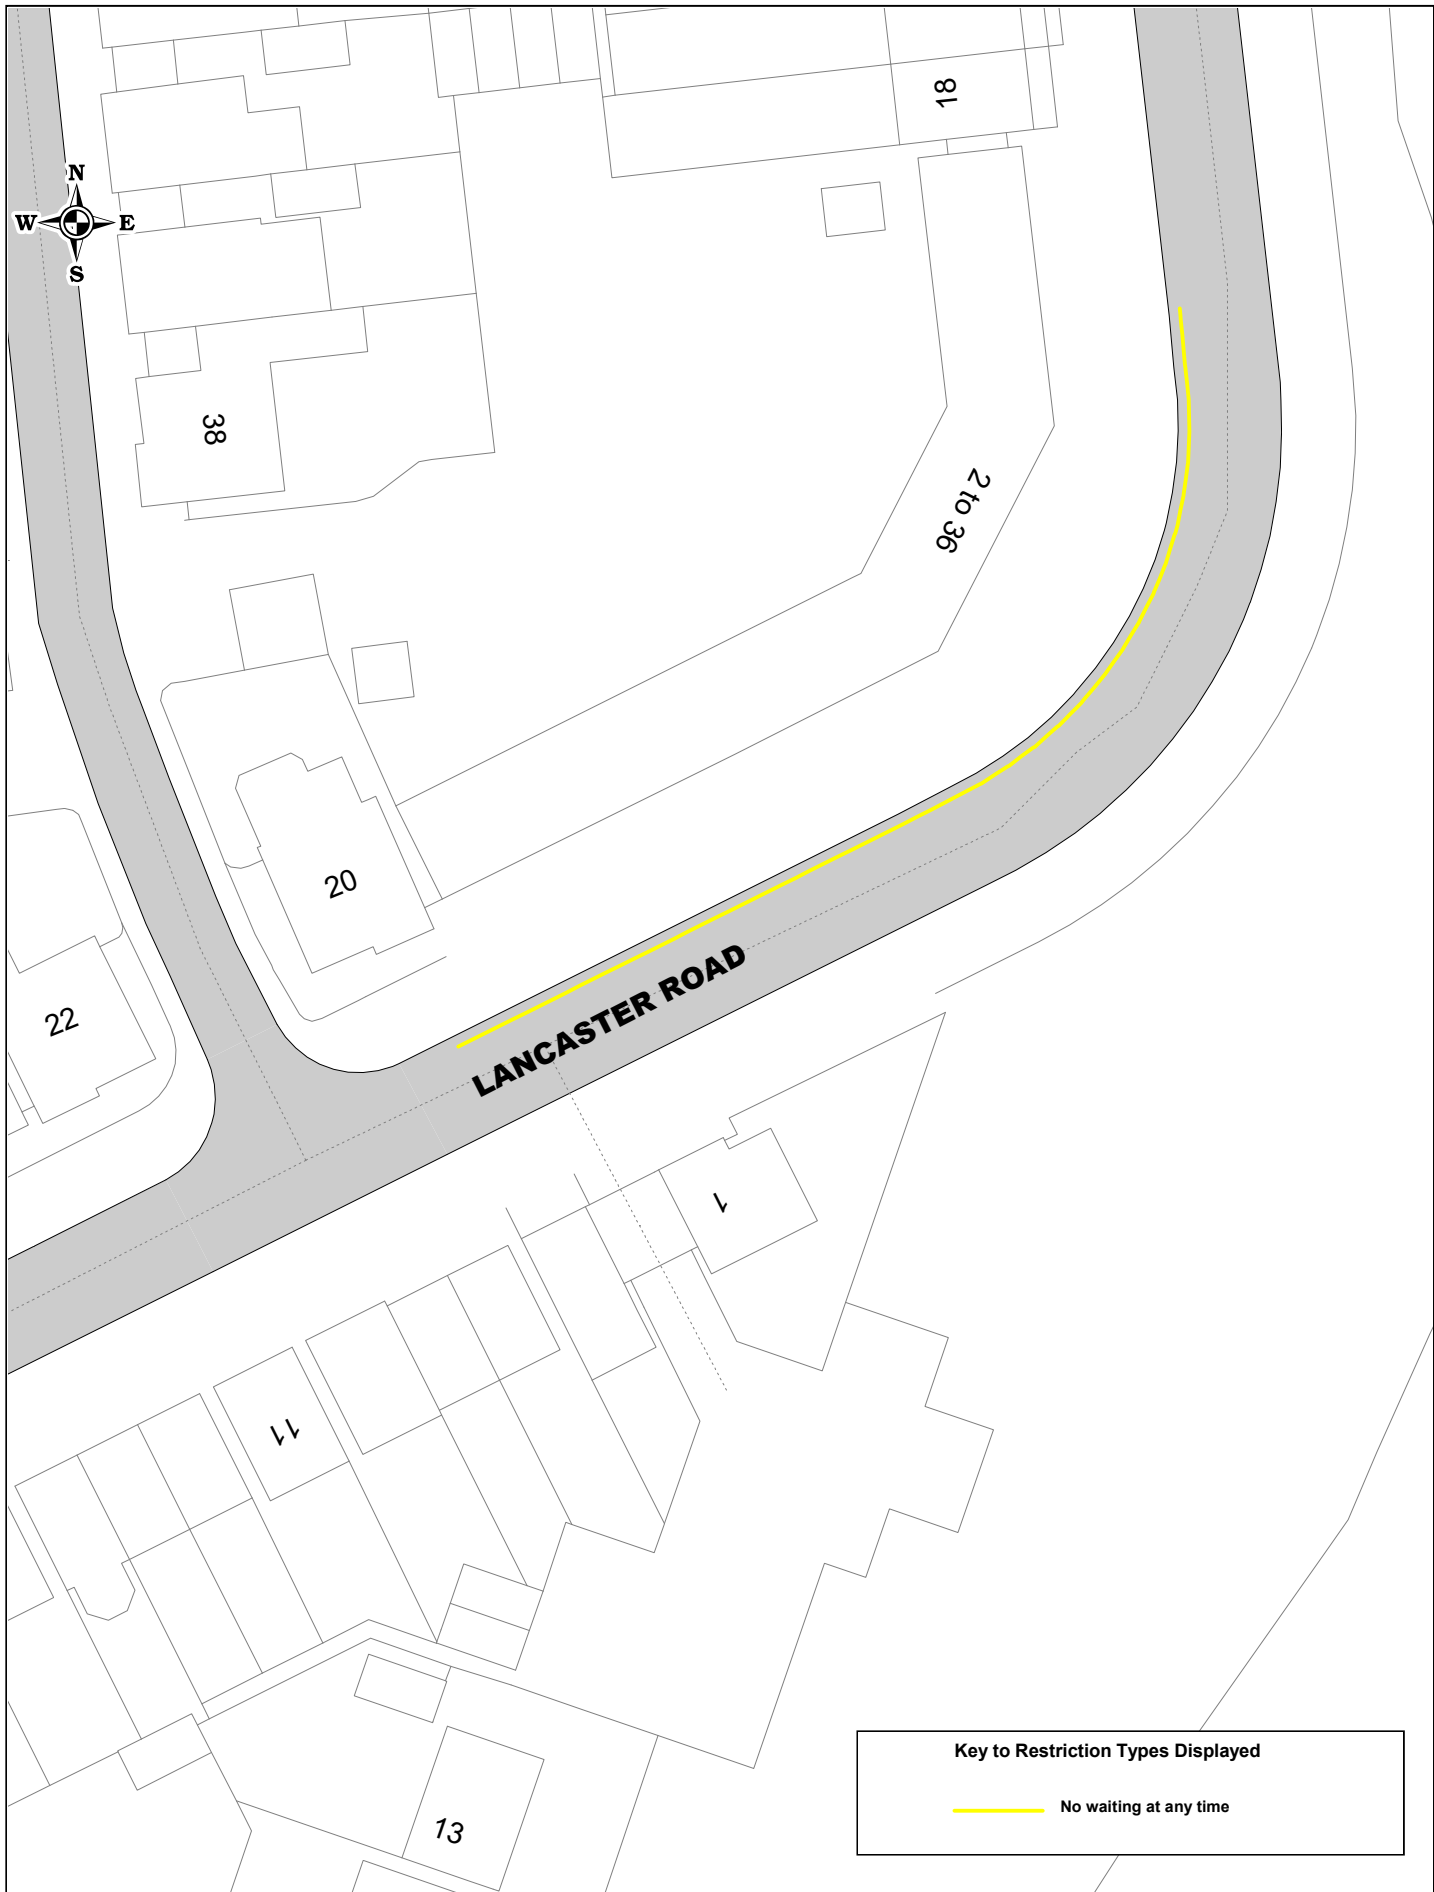 18
N
W E
S
38
2 to 36
20
LANCASTER ROAD
22
1
11
Key to Restriction Types Displayed
No waiting at any time
13